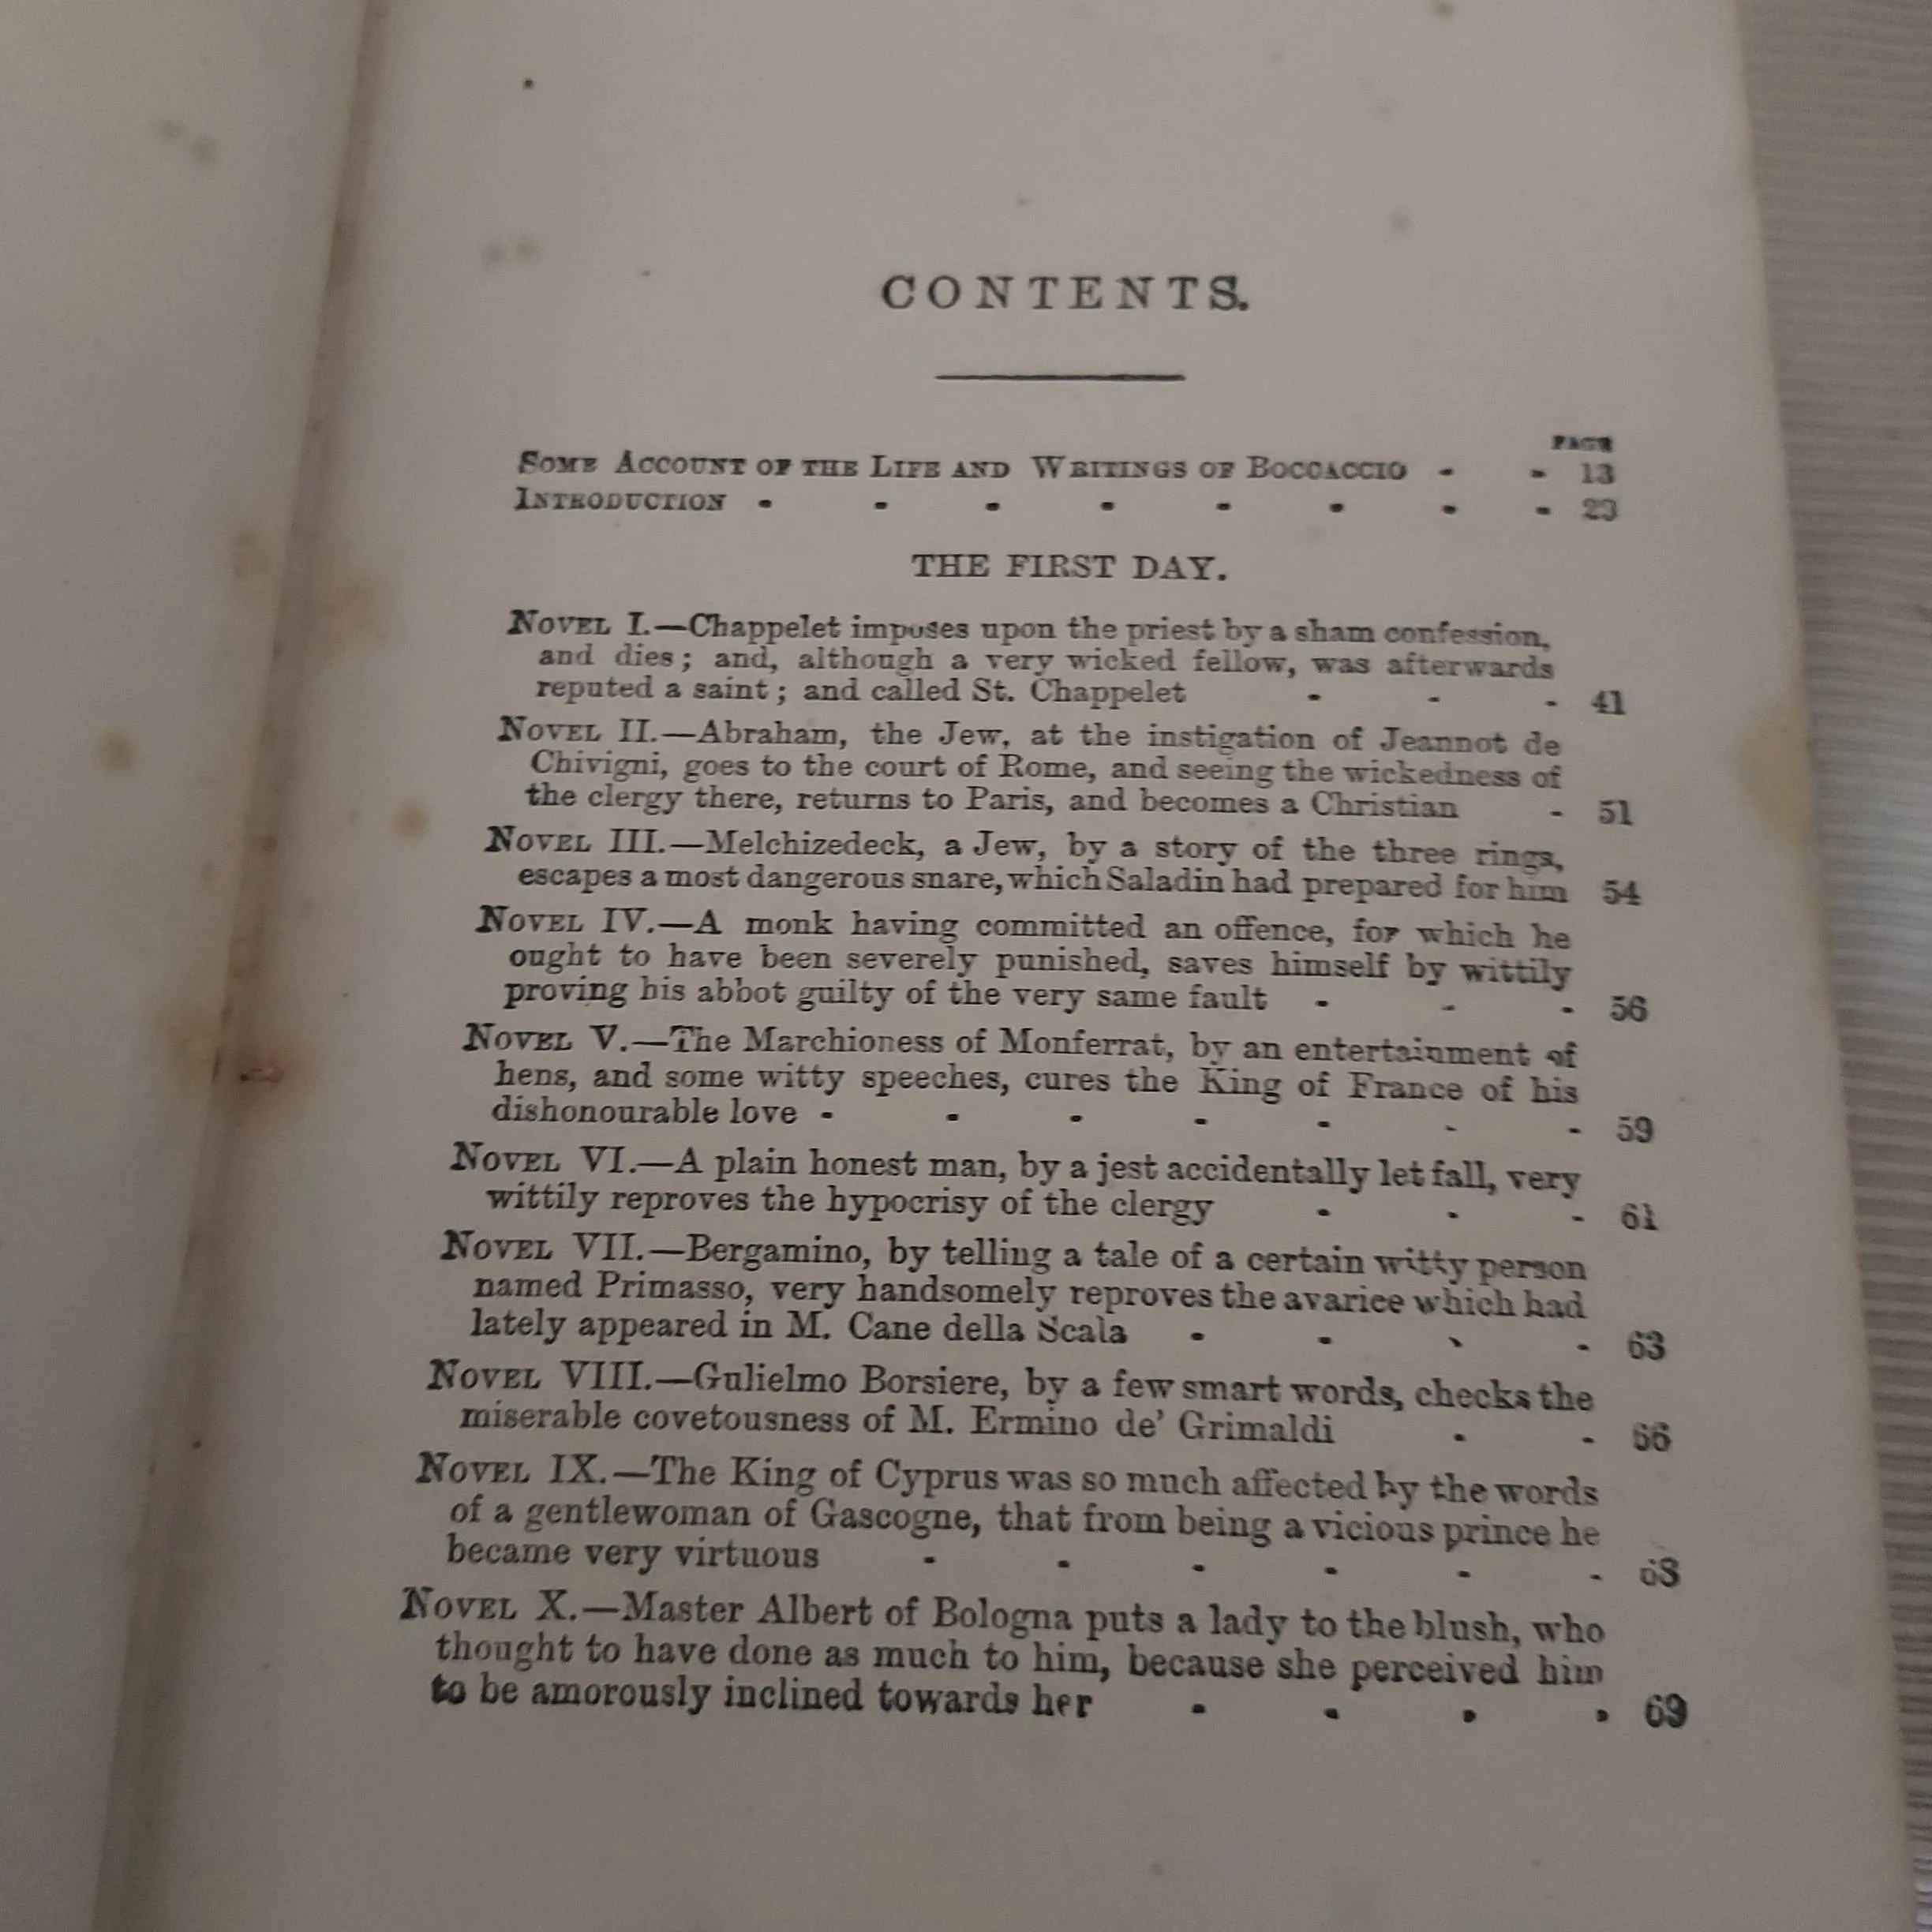 CONTENTS.
PAGE
SOME ACCOUNT OF THE LIFE AND WRITINGS OF BOCCACCIO - - 13
INTRODUCTION - - - - - - - - 23
THE FIRST DAY.
NOVEL I.—Chappelet imposes upon the priest by a sham confession,
and dies; and, although a very wicked fellow, was afterwards
reputed a saint; and called St. Chappelet - - - 41
NOVEL II.—Abraham, the Jew, at the instigation of Jeannot de
Chivigni, goes to the court of Rome, and seeing the wickedness of
the clergy there, returns to Paris, and becomes a Christian - 51
NOVEL III.—Melchizedeck, a Jew, by a story of the three rings,
escapes a most dangerous snare, which Saladin had prepared for him 54
NOVEL IV.—A monk having committed an offence, for which he
ought to have been severely punished, saves himself by wittily
proving his abbot guilty of the very same fault - - - 56
NOVEL V.—The Marchioness of Monferrat, by an entertainment of
hens, and some witty speeches, cures the King of France of his
dishonourable love - - - - - - - 59
NOVEL VI.—A plain honest man, by a jest accidentally let fall, very
wittily reproves the hypocrisy of the clergy - - - 61
NOVEL VII.—Bergamino, by telling a tale of a certain witty person
named Primasso, very handsomely reproves the avarice which had
lately appeared in M. Cane della Scala - - - - 63
NOVEL VIII.—Gulielmo Borsiere, by a few smart words, checks the
miserable covetousness of M. Ermino de' Grimaldi - - 66
NOVEL IX.—The King of Cyprus was so much affected by the words
of a gentlewoman of Gascogne, that from being a vicious prince he
became very virtuous - - - - - - 68
NOVEL X.—Master Albert of Bologna puts a lady to the blush, who
thought to have done as much to him, because she perceived him
to be amorously inclined towards her - - - - 69